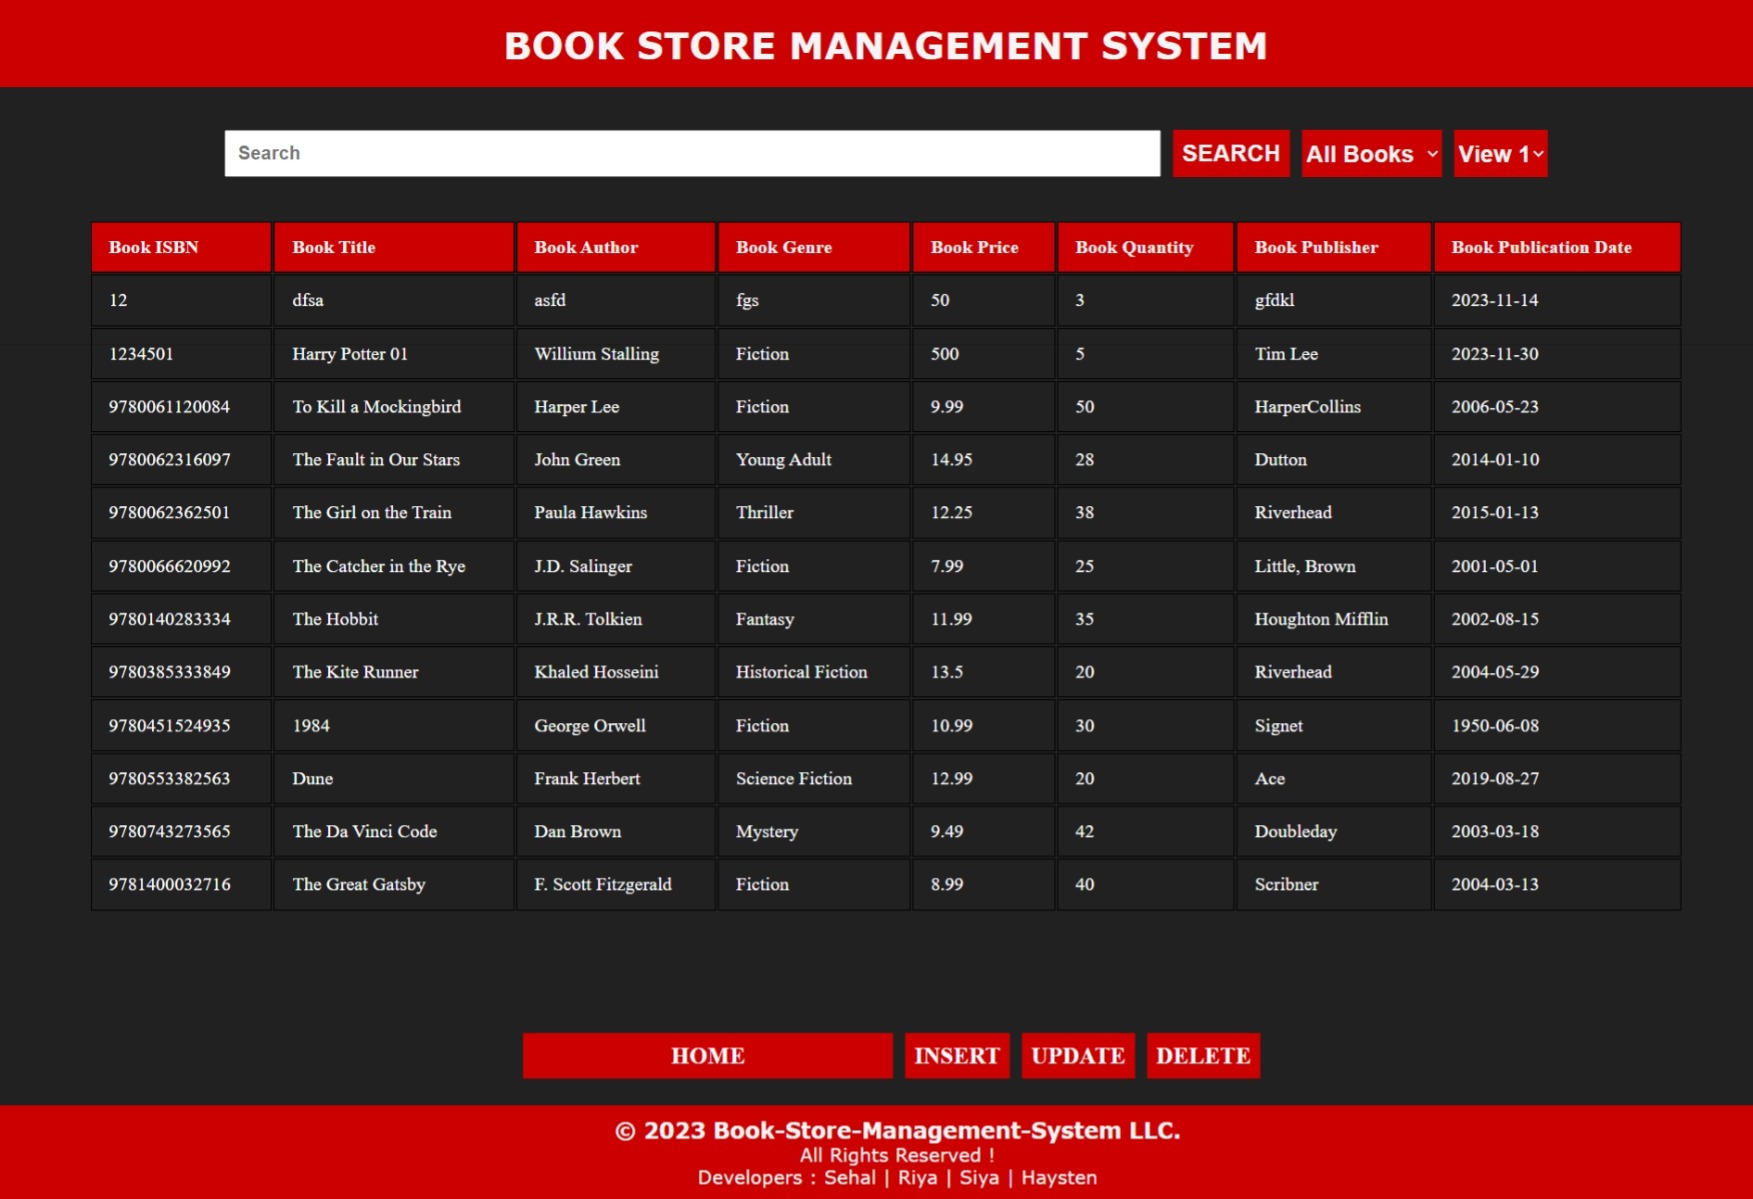 BOOK STORE MANAGEMENT SYSTEM
Search SEARCH All Books View 1
Book ISBN Book Title Book Author Book Genre Book Price Book Quantity Book Publisher Book Publication Date
12 dfsa asfd fgs 50 3 gfdkl 2023-11-14
1234501 Harry Potter 01 Willium Stalling Fiction 500 5 Tim Lee 2023-11-30
9780061120084 To Kill a Mockingbird Harper Lee Fiction 9.99 50 HarperCollins 2006-05-23
9780062316097 The Fault in Our Stars John Green Young Adult 14.95 28 Dutton 2014-01-10
9780062362501 The Girl on the Train Paula Hawkins Thriller 12.25 38 Riverhead 2015-01-13
9780066620992 The Catcher in the Rye J.D. Salinger Fiction 7.99 25 Little, Brown 2001-05-01
9780140283334 The Hobbit J.R.R. Tolkien Fantasy 11.99 35 Houghton Mifflin 2002-08-15
9780385333849 The Kite Runner Khaled Hosseini Historical Fiction 13.5 20 Riverhead 2004-05-29
9780451524935 1984 George Orwell Fiction 10.99 30 Signet 1950-06-08
9780553382563 Dune Frank Herbert Science Fiction 12.99 20 Ace 2019-08-27
9780743273565 The Da Vinci Code Dan Brown Mystery 9.49 42 Doubleday 2003-03-18
9781400032716 The Great Gatsby F. Scott Fitzgerald Fiction 8.99 40 Scribner 2004-03-13
HOME INSERT UPDATE DELETE
© 2023 Book-Store-Management-System LLC.
All Rights Reserved !
Developers : Sehal | Riya | Siya | Haysten